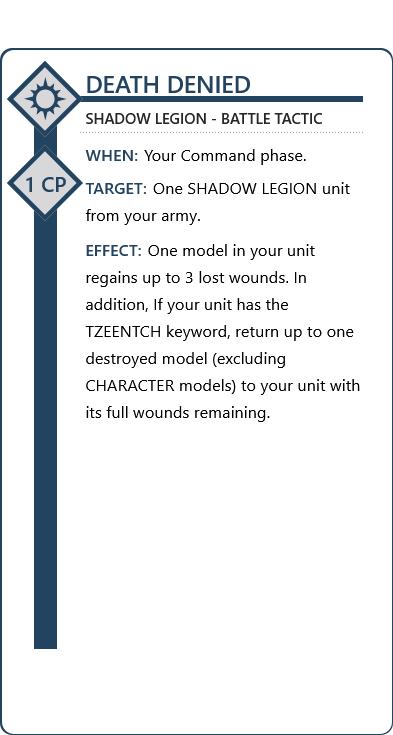 DEATH DENIED
SHADOW LEGION - BATTLE TACTIC
WHEN: Your Command phase.
1 CP
TARGET: One SHADOW LEGION unit
from your army.
EFFECT: One model in your unit
regains up to 3 lost wounds. In
addition, If your unit has the
TZEENTCH keyword, return up to one
destroyed model (excluding
CHARACTER models) to your unit with
its full wounds remaining.